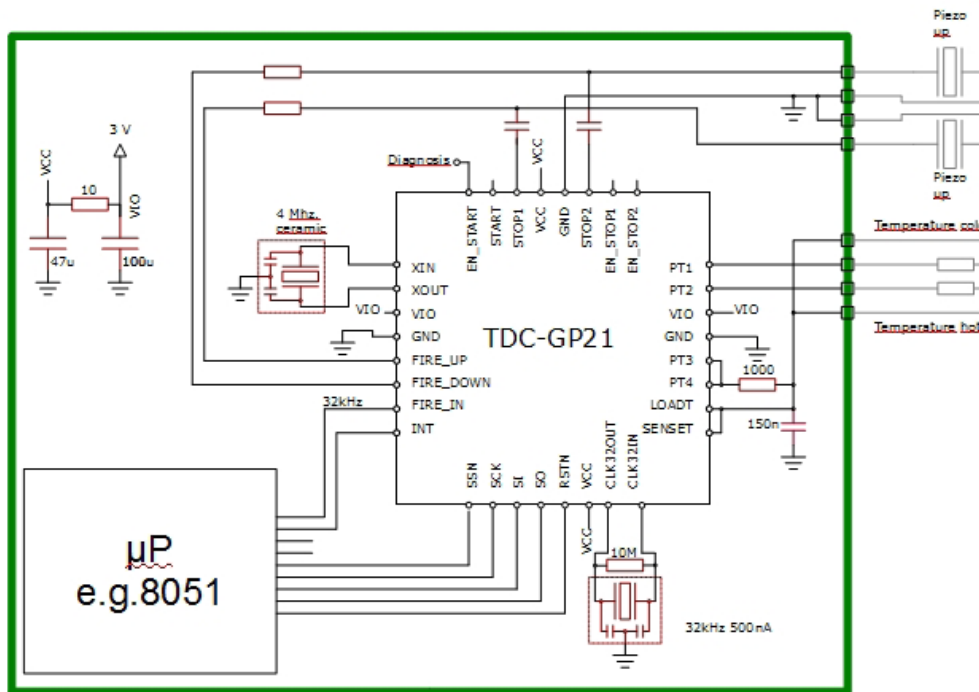 Piezo
up
Piezo
up
3 V
VCC
10
VIO
47u
100u
Diagnosis
VCC
4 Mhz,
ceramic
EN_START
START
STOP1
VCC
GND
STOP2
EN_STOP1
EN_STOP2
Temperature col
XIN
XOUT
VIO
VIO
GND
FIRE_UP
FIRE_DOWN
FIRE_IN
INT
32kHz
TDC-GP21
PT1
PT2
VIO
VIO
GND
PT3
PT4
LOADT
SENSET
1000
150n
Temperature hot
SSN
SCK
SI
SO
RSTN
VCC
CLK32OUT
CLK32IN
VCC
10M
32kHz 500nA
µP
e.g.8051